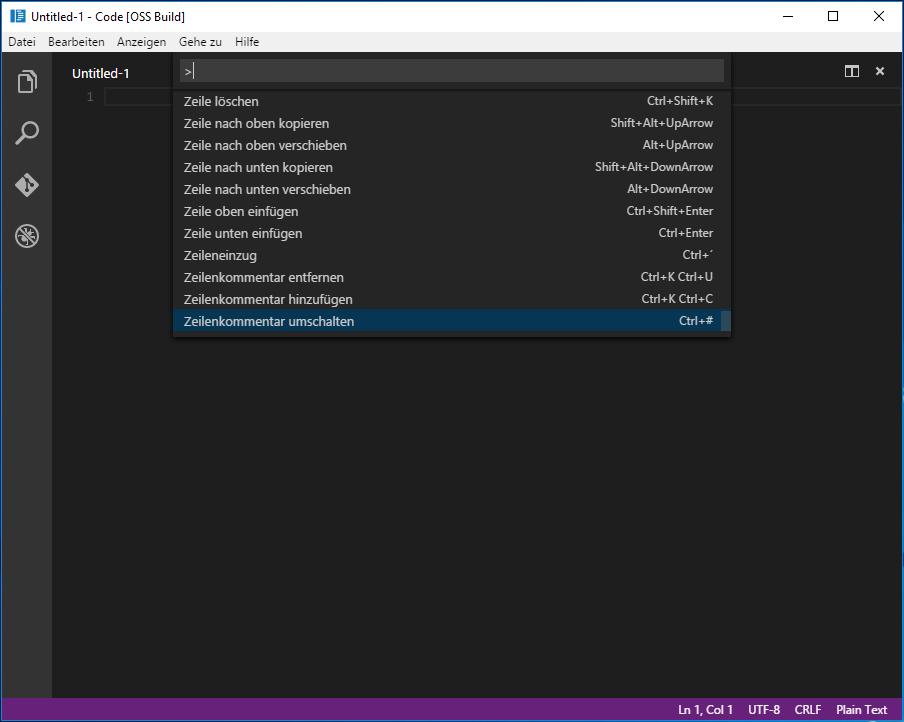 Untitled-1 - Code [OSS Build]
Datei Bearbeiten Anzeigen Gehe zu Hilfe
Untitled-1
>
1
Zeile löschen Ctrl+Shift+K
Zeile nach oben kopieren Shift+Alt+UpArrow
Zeile nach oben verschieben Alt+UpArrow
Zeile nach unten kopieren Shift+Alt+DownArrow
Zeile nach unten verschieben Alt+DownArrow
Zeile oben einfügen Ctrl+Shift+Enter
Zeile unten einfügen Ctrl+Enter
Zeileneinzug Ctrl+´
Zeilenkommentar entfernen Ctrl+K Ctrl+U
Zeilenkommentar hinzufügen Ctrl+K Ctrl+C
Zeilenkommentar umschalten Ctrl+#
Ln 1, Col 1 UTF-8 CRLF Plain Text